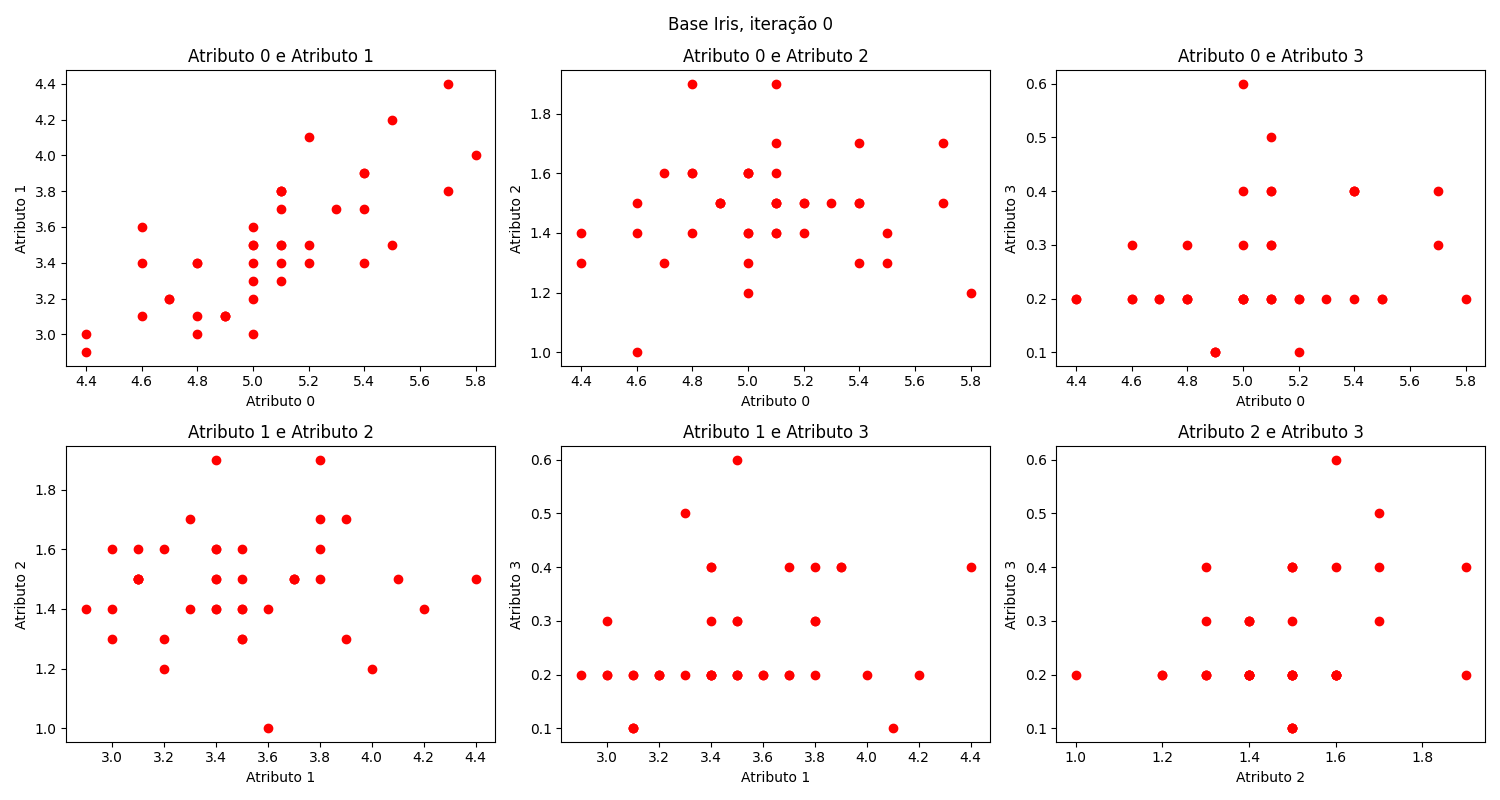 Base Iris, iteração 0
Atributo 0 e Atributo 1
4.4
4.2
4.0
3.8
3.6
3.4
3.2
3.0
Atributo 1
4.4 4.6 4.8 5.0 5.2 5.4 5.6 5.8
Atributo 0
Atributo 0 e Atributo 2
1.8
1.6
1.4
1.2
1.0
Atributo 2
4.4 4.6 4.8 5.0 5.2 5.4 5.6 5.8
Atributo 0
Atributo 0 e Atributo 3
0.6
0.5
0.4
0.3
0.2
0.1
Atributo 3
4.4 4.6 4.8 5.0 5.2 5.4 5.6 5.8
Atributo 0
Atributo 1 e Atributo 2
1.8
1.6
1.4
1.2
1.0
Atributo 2
3.0 3.2 3.4 3.6 3.8 4.0 4.2 4.4
Atributo 1
Atributo 1 e Atributo 3
0.6
0.5
0.4
0.3
0.2
0.1
Atributo 3
3.0 3.2 3.4 3.6 3.8 4.0 4.2 4.4
Atributo 1
Atributo 2 e Atributo 3
0.6
0.5
0.4
0.3
0.2
0.1
Atributo 3
1.0 1.2 1.4 1.6 1.8
Atributo 2